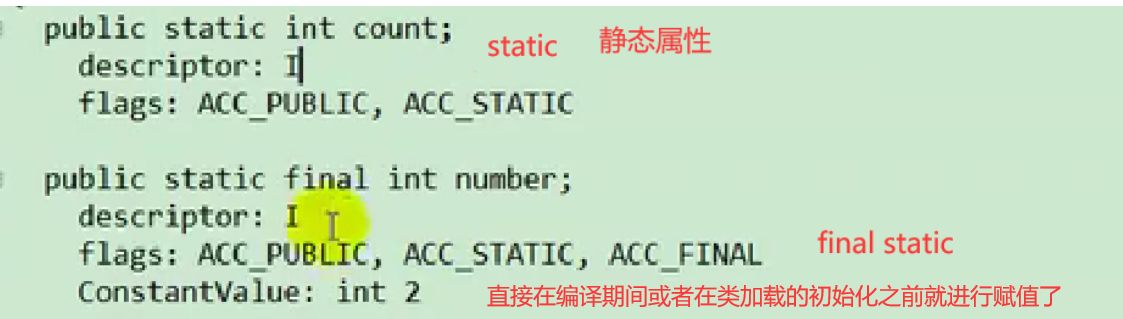 public static int count;
static 静态属性
descriptor: I
flags: ACC_PUBLIC, ACC_STATIC
public static final int number;
descriptor: I
flags: ACC_PUBLIC, ACC_STATIC, ACC_FINAL
final static
ConstantValue: int 2
直接在编译期间或者在类加载的初始化之前就进行赋值了